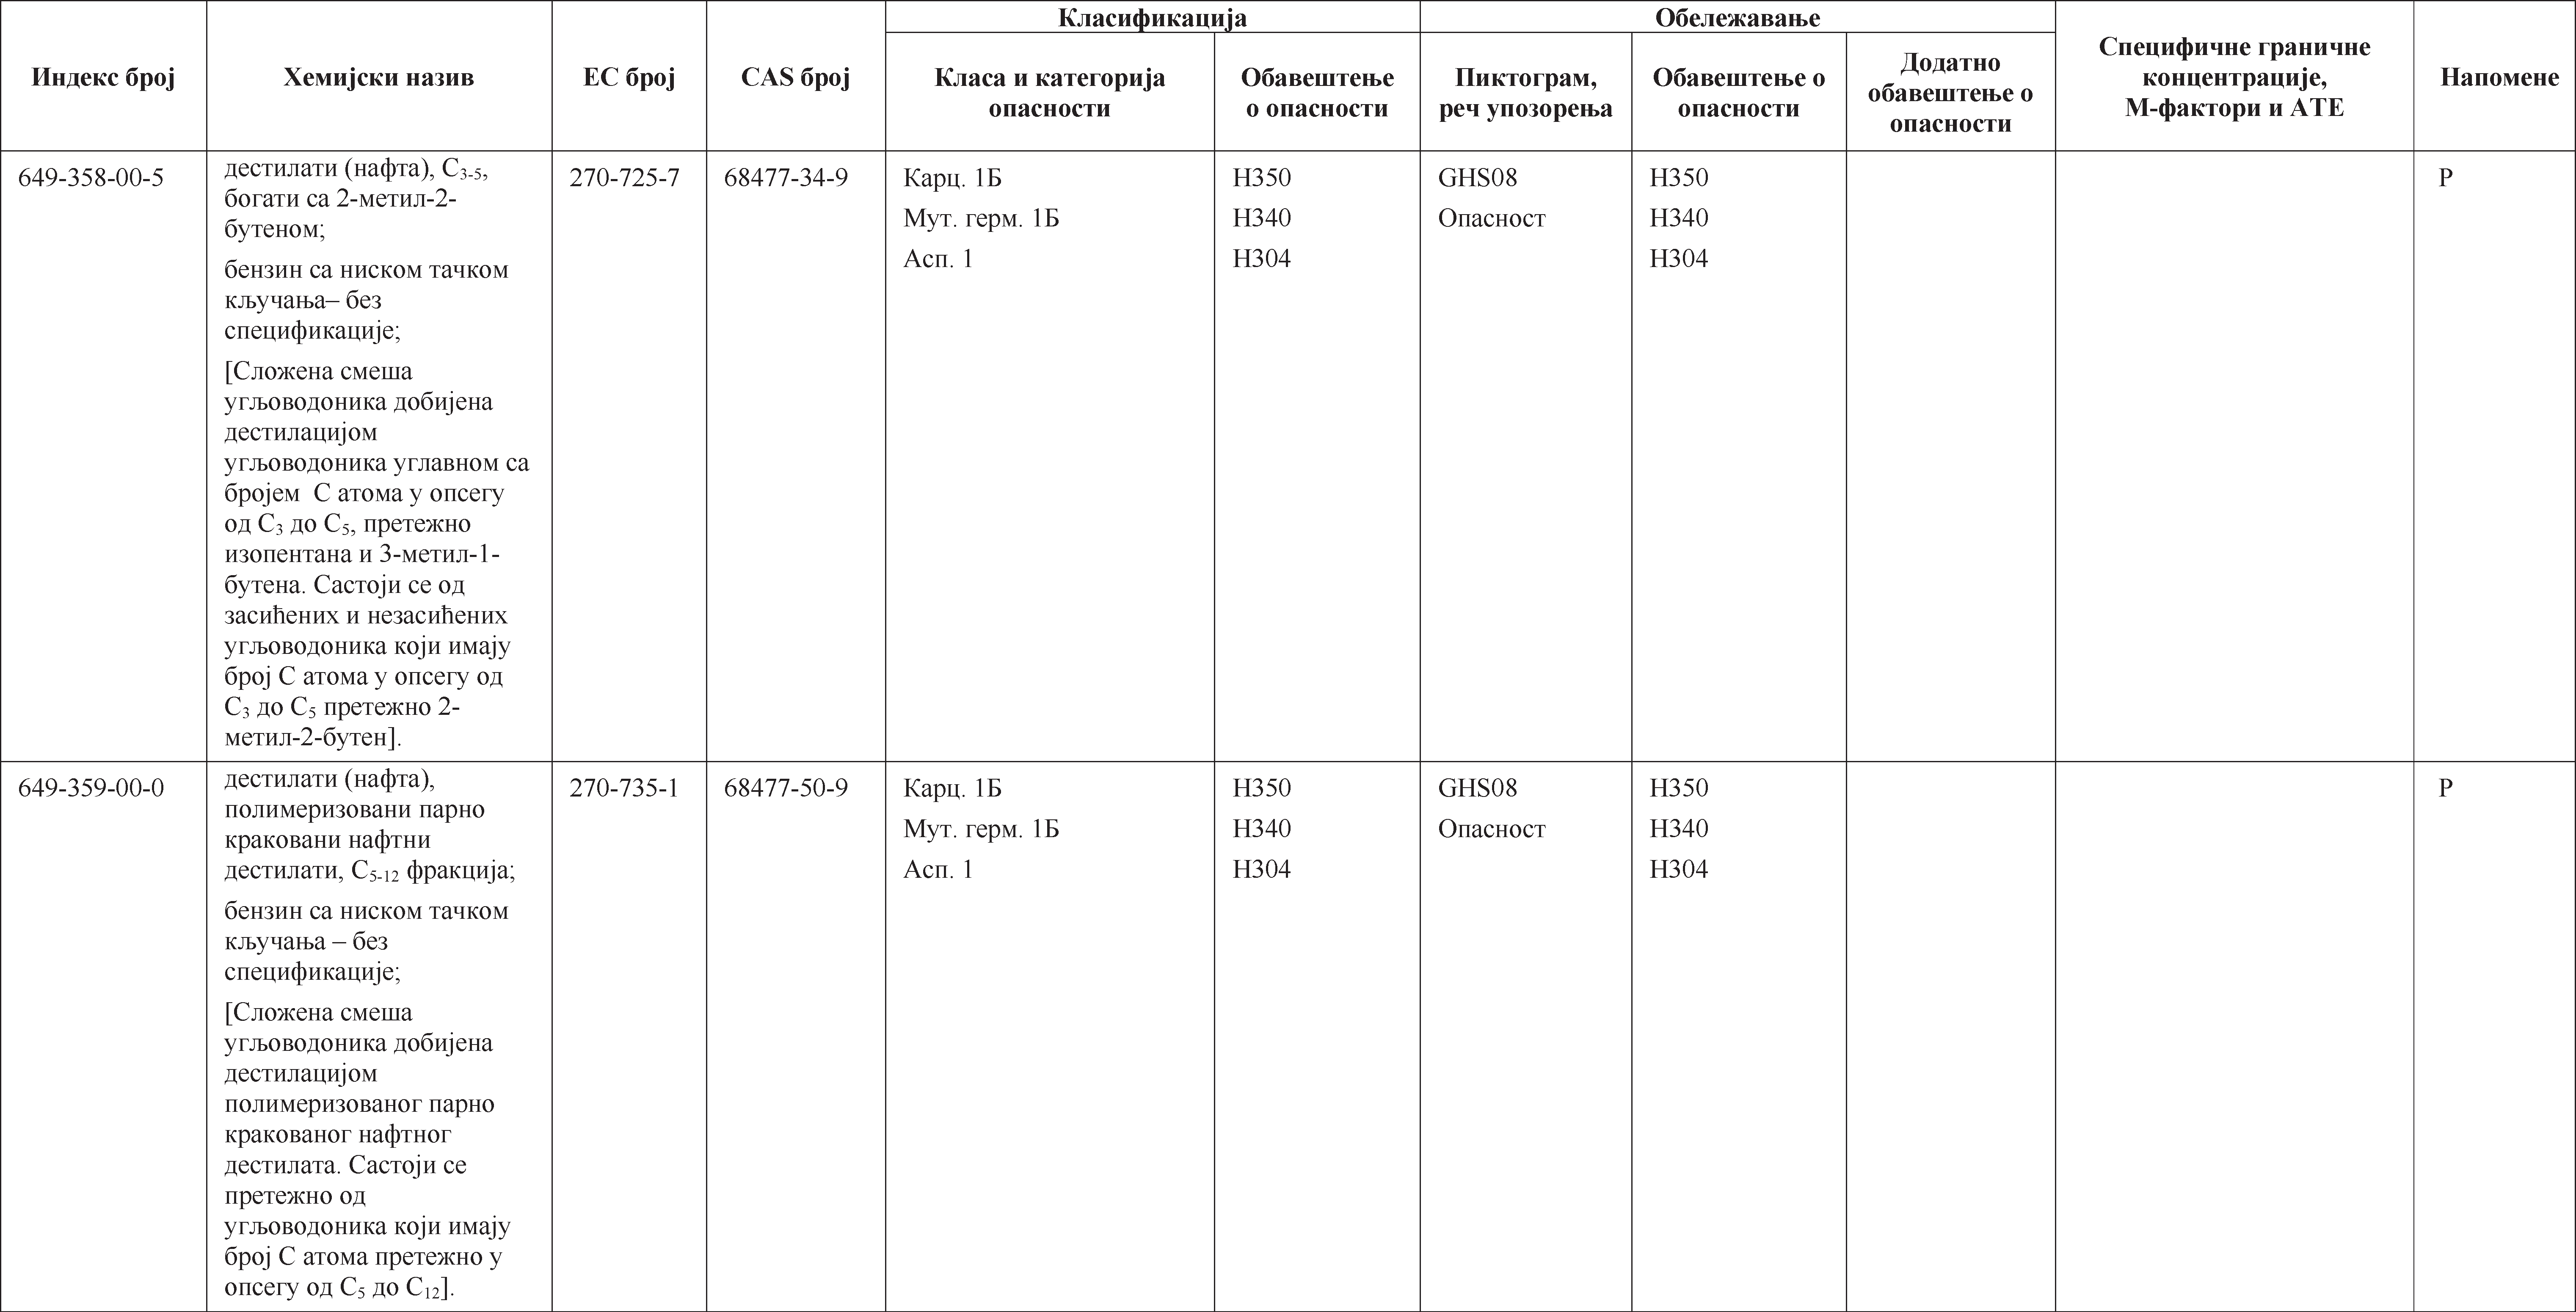 Класификација
Обележавање
Индекс број
Хемијски назив
ЕС број
CAS број
Класа и категорија
опасности
Обавештење
о опасности
Пиктограм,
реч упозорења
Обавештење о
опасности
Додатно
обавештење о
опасности
Специфичне граничне
концентрације,
М-фактори и АТЕ
Напомене
649-358-00-5
дестилати (нафта), C3-5,
богати са 2-метил-2-
бутеном;
бензин са ниском тачком
кључања– без
спецификације;
[Сложена смеша
угљоводоника добијена
дестилацијом
угљоводоника углавном са
бројем  С атома у опсегу
од C3 до C5, претежно
изопентана и 3-метил-1-
бутена. Састоји се од
засићених и незасићених
угљоводоника који имају
број С атома у опсегу од
C3 до C5 претежно 2-
метил-2-бутен].
270-725-7
68477-34-9
Карц. 1Б
Мут. герм. 1Б
Асп. 1
H350
H340
H304
GHS08
Опасност
H350
H340
H304
P
649-359-00-0
дестилати (нафта),
полимеризовани парно
краковани нафтни
дестилати, C5-12 фракција;
бензин са ниском тачком
кључања – без
спецификације;
[Сложена смеша
угљоводоника добијена
дестилацијом
полимеризованог парно
кракованог нафтног
дестилата. Састоји се
претежно од
угљоводоника који имају
број С атома претежно у
опсегу од C5 до C12].
270-735-1
68477-50-9
Карц. 1Б
Мут. герм. 1Б
Асп. 1
H350
H340
H304
GHS08
Опасност
H350
H340
H304
P